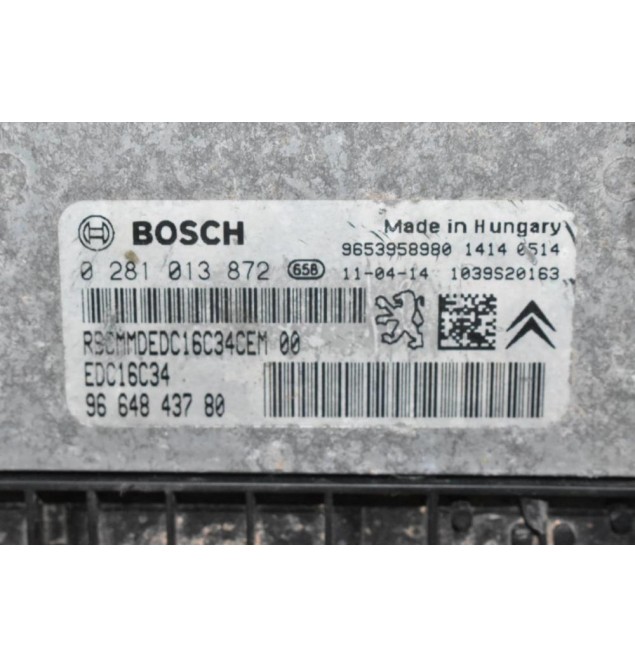 BOSCH
Made in Hungary
9653958980 1414 0514
0 281 013 872 656 11-04-14 1039S20163
RSCMMDEDC16C34CEM 00
EDC16C34
96 648 437 80